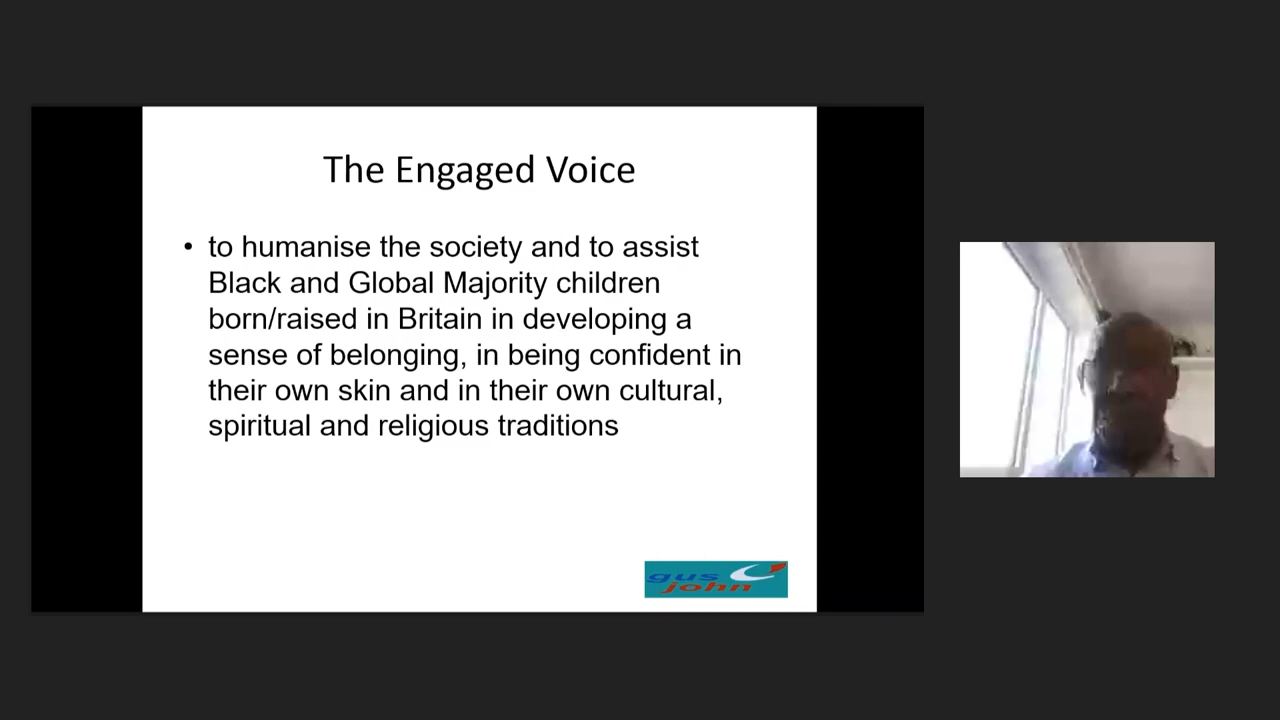 The Engaged Voice
• to humanise the society and to assist
Black and Global Majority children
born/raised in Britain in developing a
sense of belonging, in being confident in
their own skin and in their own cultural,
spiritual and religious traditions
gus
john